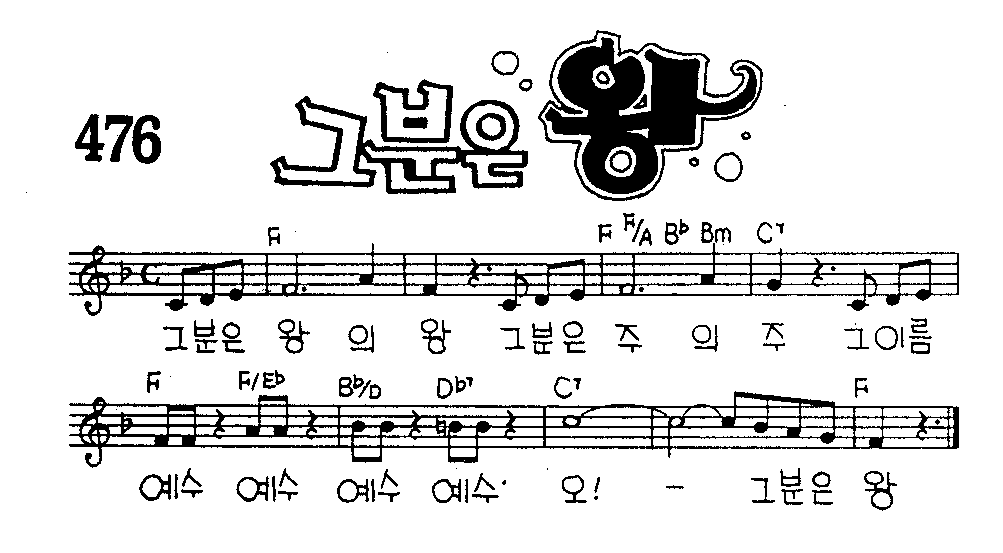 476
그분은 왕
F F F/A B♭ Bm C7
그분은 왕 의 왕 그분은 주 의 주 그이름
F F/E♭ B♭/D D♭7 C7 F
예수 예수 예수 예수· 오! - 그분은 왕